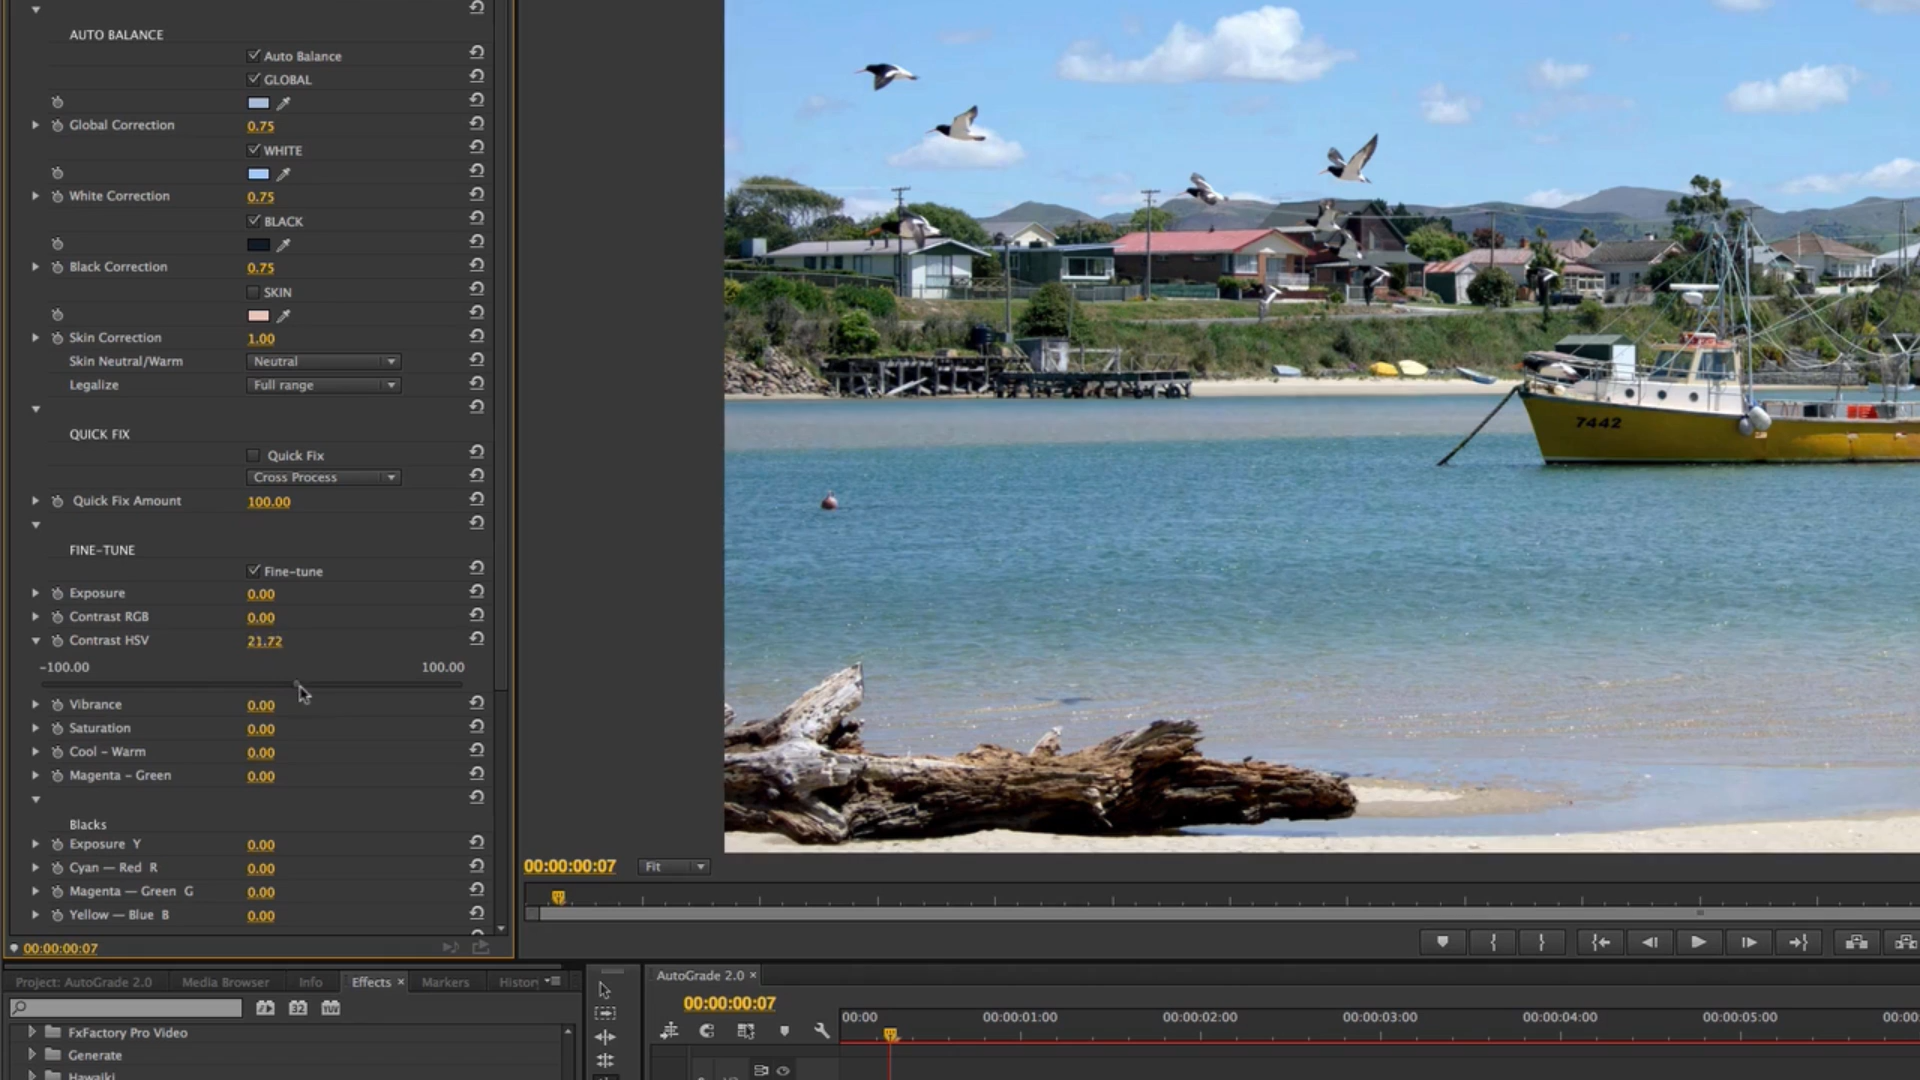 AUTO BALANCE
Auto Balance
GLOBAL
Global Correction 0.75
WHITE
White Correction 0.75
BLACK
Black Correction 0.75
SKIN
Skin Correction 1.00
Skin Neutral/Warm Neutral
Legalize Full range
QUICK FIX
Quick Fix
Cross Process
Quick Fix Amount 100.00
FINE-TUNE
Fine-tune
Exposure 0.00
Contrast RGB 0.00
Contrast HSV 21.72
-100.00 100.00
Vibrance 0.00
Saturation 0.00
Cool - Warm 0.00
Magenta - Green 0.00
Blacks
Exposure Y 0.00
Cyan — Red R 0.00
Magenta — Green G 0.00
Yellow — Blue B 0.00
00:00:00:07
7442
00:00:00:07 Fit
Project: AutoGrade 2.0 Media Browser Info Effects × Markers History
32 YUV
FxFactory Pro Video
Generate
Hawaiki
AutoGrade 2.0 ×
00:00:00:07
00:00 00:00:01:00 00:00:02:00 00:00:03:00 00:00:04:00 00:00:05:00 00:00